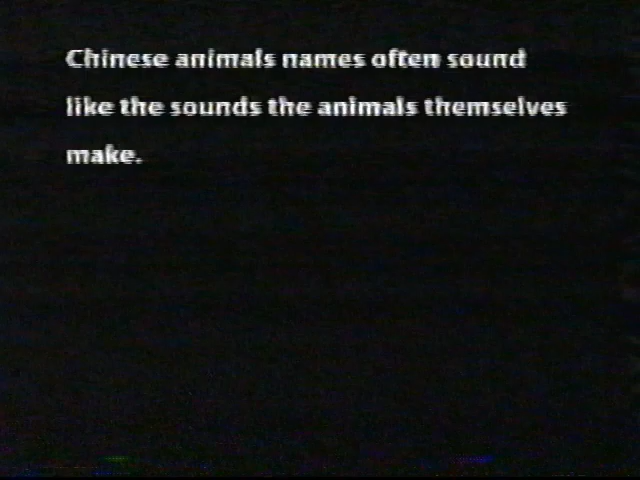 Chinese animals names often sound
like the sounds the animals themselves
make.